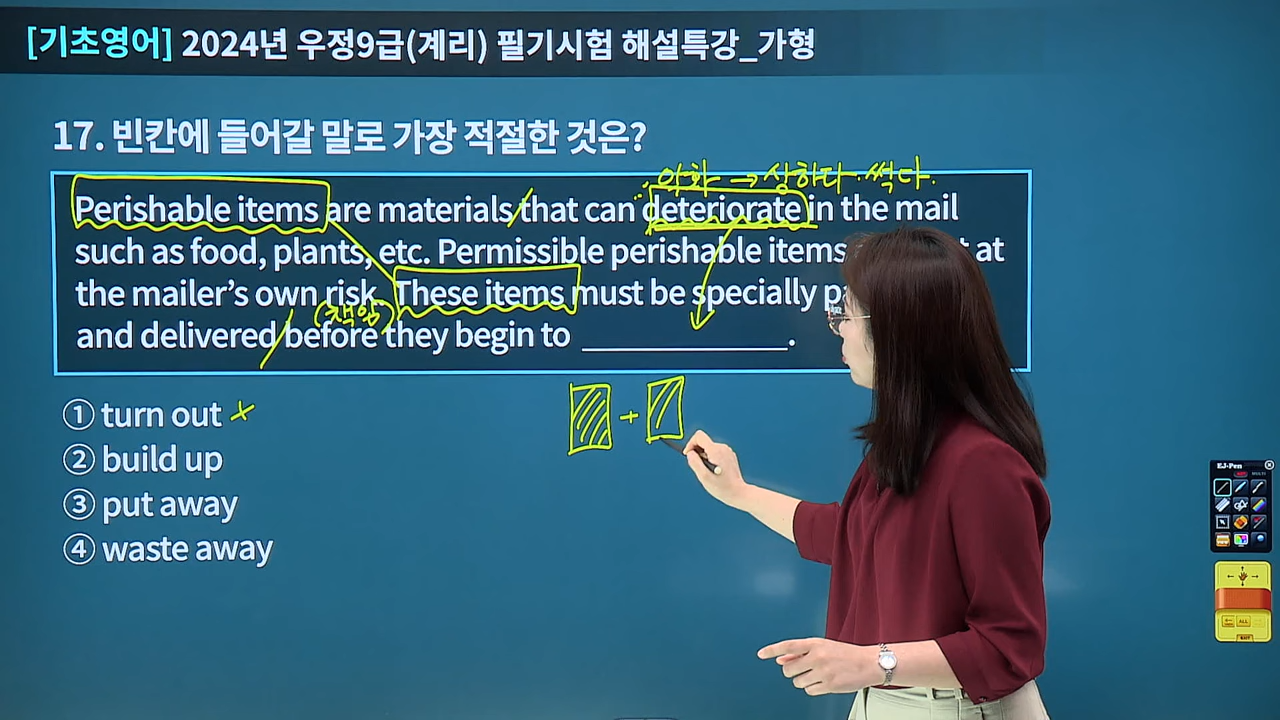 [기초영어] 2024년 우정9급(계리) 필기시험 해설특강_가형
17. 빈칸에 들어갈 말로 가장 적절한 것은?
악화 → 상하다·썩다.
Perishable items are materials that can deteriorate in the mail
such as food, plants, etc. Permissible perishable items at
the mailer's own risk. These items must be specially
(책임)
and delivered before they begin to ____________.
① turn out ×
+
② build up
③ put away
④ waste away
EJ-Pen
ALL
EXIT